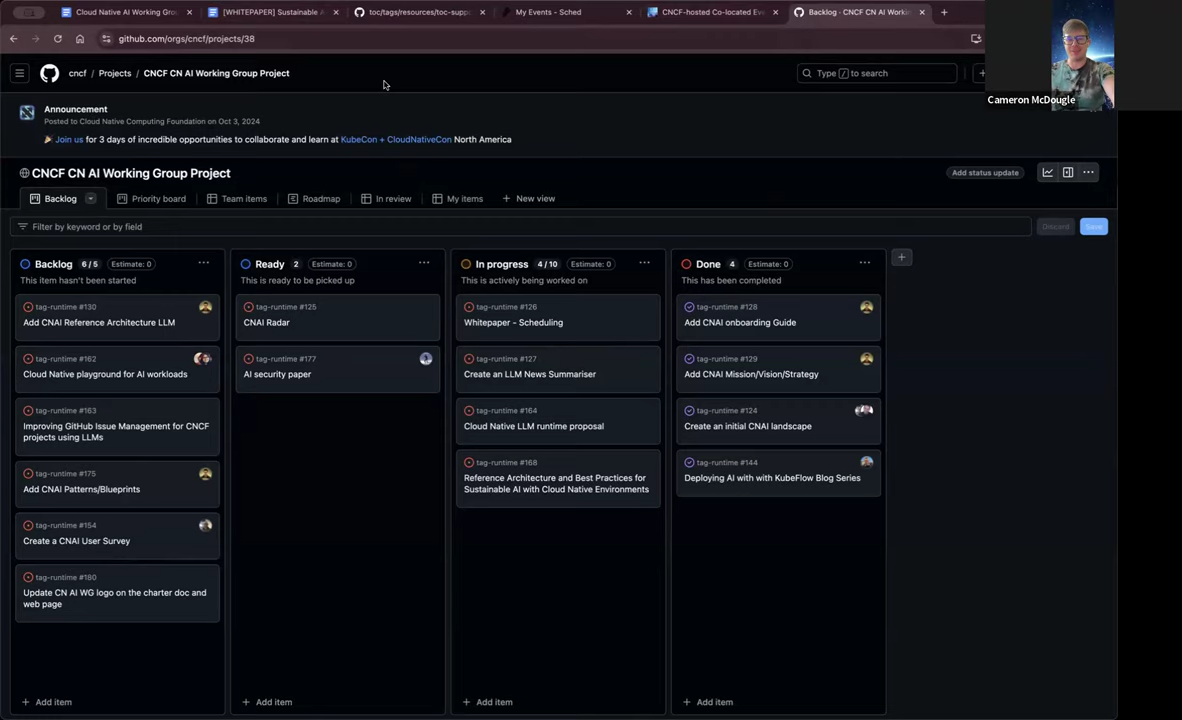 Cloud Native AI Working Grou
[WHITEPAPER] Sustainable A
toc/tags/resources/toc-suppo
My Events - Sched
CNCF-hosted Co-located Eve
Backlog · CNCF CN AI Workin
github.com/orgs/cncf/projects/38
cncf / Projects / CNCF CN AI Working Group Project
Type / to search
Cameron McDougle
Announcement
Posted to Cloud Native Computing Foundation on Oct 3, 2024
🎉 Join us for 3 days of incredible opportunities to collaborate and learn at KubeCon + CloudNativeCon North America
CNCF CN AI Working Group Project
Add status update
Backlog
Priority board
Team items
Roadmap
In review
My items
+ New view
Filter by keyword or by field
Discard
Save
Backlog 6 / 5 Estimate: 0
This item hasn't been started
tag-runtime #130
Add CNAI Reference Architecture LLM
tag-runtime #162
Cloud Native playground for AI workloads
tag-runtime #163
Improving GitHub Issue Management for CNCF
projects using LLMs
tag-runtime #175
Add CNAI Patterns/Blueprints
tag-runtime #154
Create a CNAI User Survey
tag-runtime #180
Update CN AI WG logo on the charter doc and
web page
+ Add item
Ready 2 Estimate: 0
This is ready to be picked up
tag-runtime #125
CNAI Radar
tag-runtime #177
AI security paper
+ Add item
In progress 4 / 10 Estimate: 0
This is actively being worked on
tag-runtime #126
Whitepaper - Scheduling
tag-runtime #127
Create an LLM News Summariser
tag-runtime #164
Cloud Native LLM runtime proposal
tag-runtime #168
Reference Architecture and Best Practices for
Sustainable AI with Cloud Native Environments
+ Add item
Done 4 Estimate: 0
This has been completed
tag-runtime #128
Add CNAI onboarding Guide
tag-runtime #129
Add CNAI Mission/Vision/Strategy
tag-runtime #124
Create an initial CNAI landscape
tag-runtime #144
Deploying AI with with KubeFlow Blog Series
+ Add item